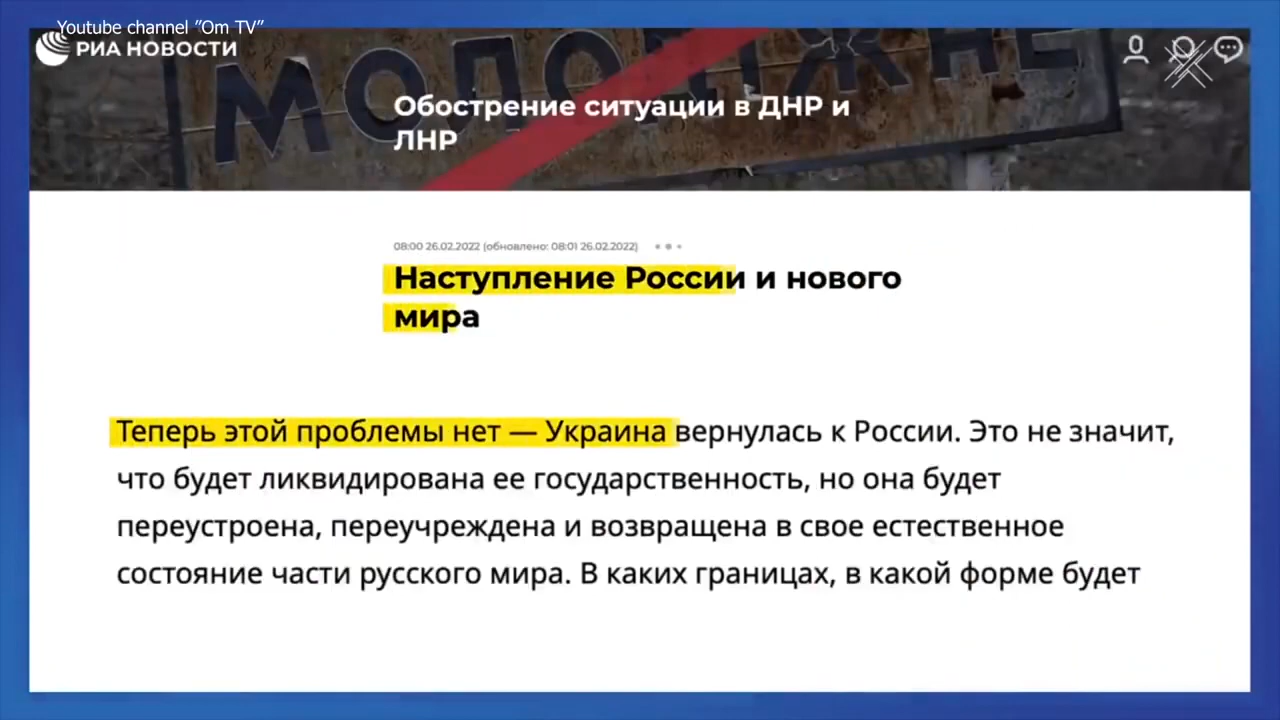 Youtube channel ”Om TV”
РИА НОВОСТИ
МОЛОДЕЖНЕ
Обострение ситуации в ДНР и
ЛНР
08:00 26.02.2022 (обновлено: 08:01 26.02.2022)
Наступление России и нового
мира
Теперь этой проблемы нет — Украина вернулась к России. Это не значит,
что будет ликвидирована ее государственность, но она будет
переустроена, переучреждена и возвращена в свое естественное
состояние части русского мира. В каких границах, в какой форме будет